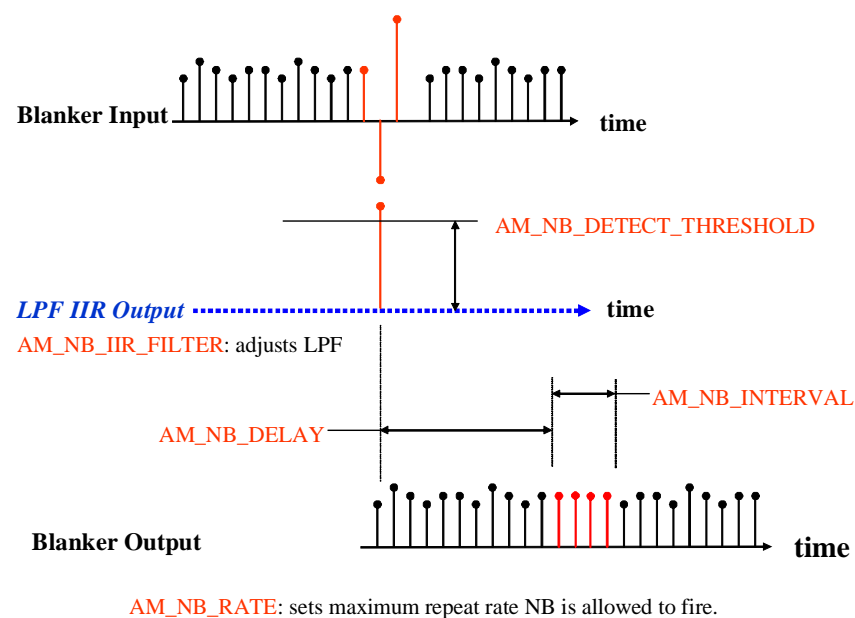 Blanker Input
time
AM_NB_DETECT_THRESHOLD
LPF IIR Output
time
AM_NB_IIR_FILTER: adjusts LPF
AM_NB_INTERVAL
AM_NB_DELAY
Blanker Output
time
AM_NB_RATE: sets maximum repeat rate NB is allowed to fire.